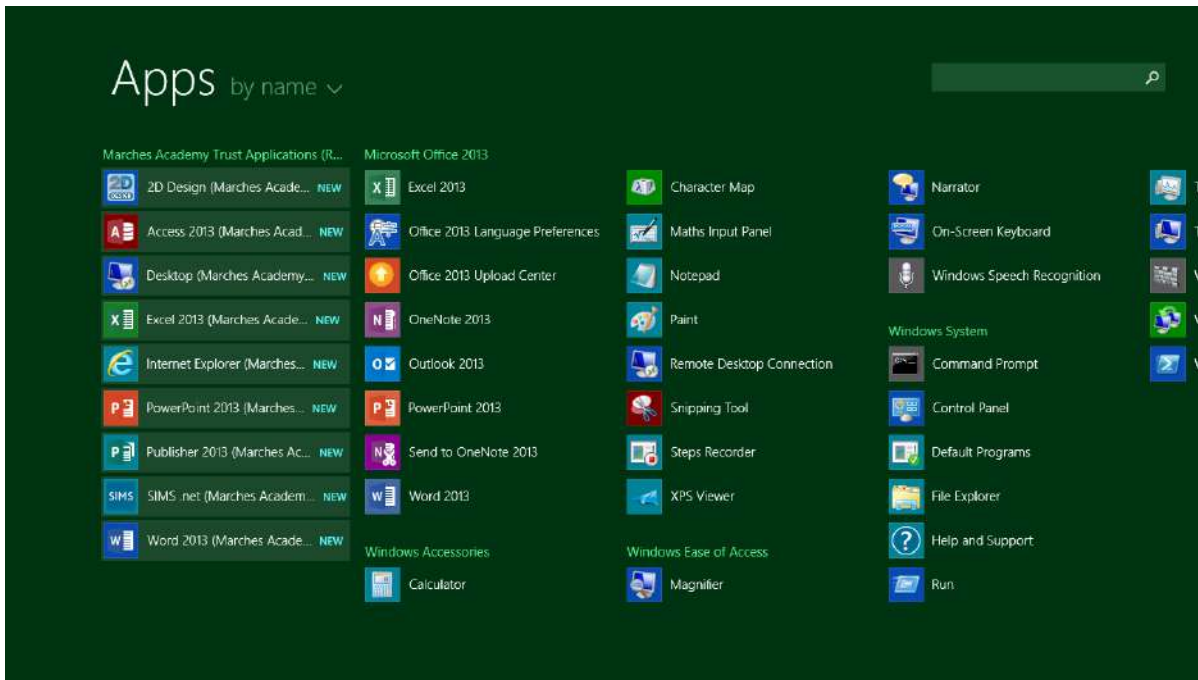 Apps by name
Marches Academy Trust Applications (R...
2D Design (Marches Acade... NEW
Access 2013 (Marches Acad... NEW
Desktop (Marches Academy... NEW
Excel 2013 (Marches Acade... NEW
Internet Explorer (Marches... NEW
PowerPoint 2013 (Marches... NEW
Publisher 2013 (Marches Ac... NEW
SIMS
SIMS .net (Marches Academ... NEW
Word 2013 (Marches Acade... NEW
Microsoft Office 2013
Excel 2013
Office 2013 Language Preferences
Office 2013 Upload Center
OneNote 2013
Outlook 2013
PowerPoint 2013
Send to OneNote 2013
Word 2013
Windows Accessories
Calculator
Character Map
Maths Input Panel
Notepad
Paint
Remote Desktop Connection
Snipping Tool
Steps Recorder
XPS Viewer
Windows Ease of Access
Magnifier
Narrator
On-Screen Keyboard
Windows Speech Recognition
Windows System
Command Prompt
Control Panel
Default Programs
File Explorer
Help and Support
Run